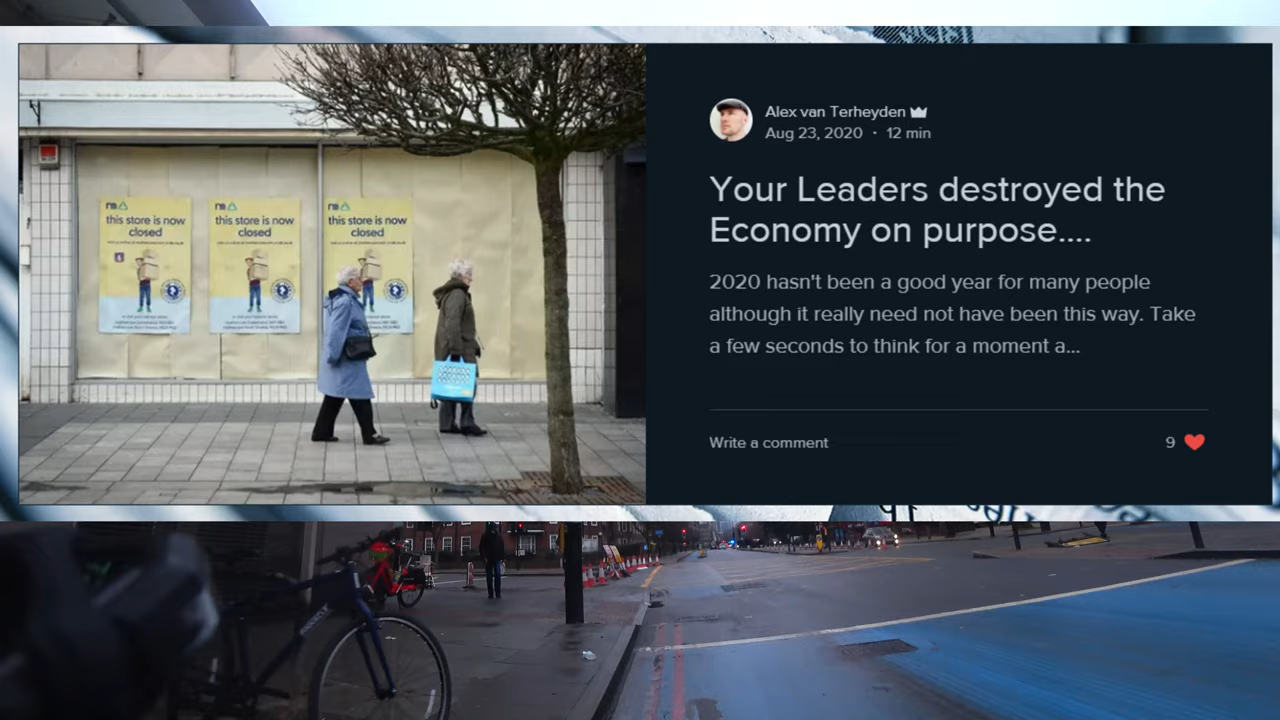 this store is now
closed
this store is now
closed
this store is now
closed
Alex van Terheyden
Aug 23, 2020 · 12 min
Your Leaders destroyed the
Economy on purpose....
2020 hasn't been a good year for many people
although it really need not have been this way. Take
a few seconds to think for a moment a...
Write a comment
9